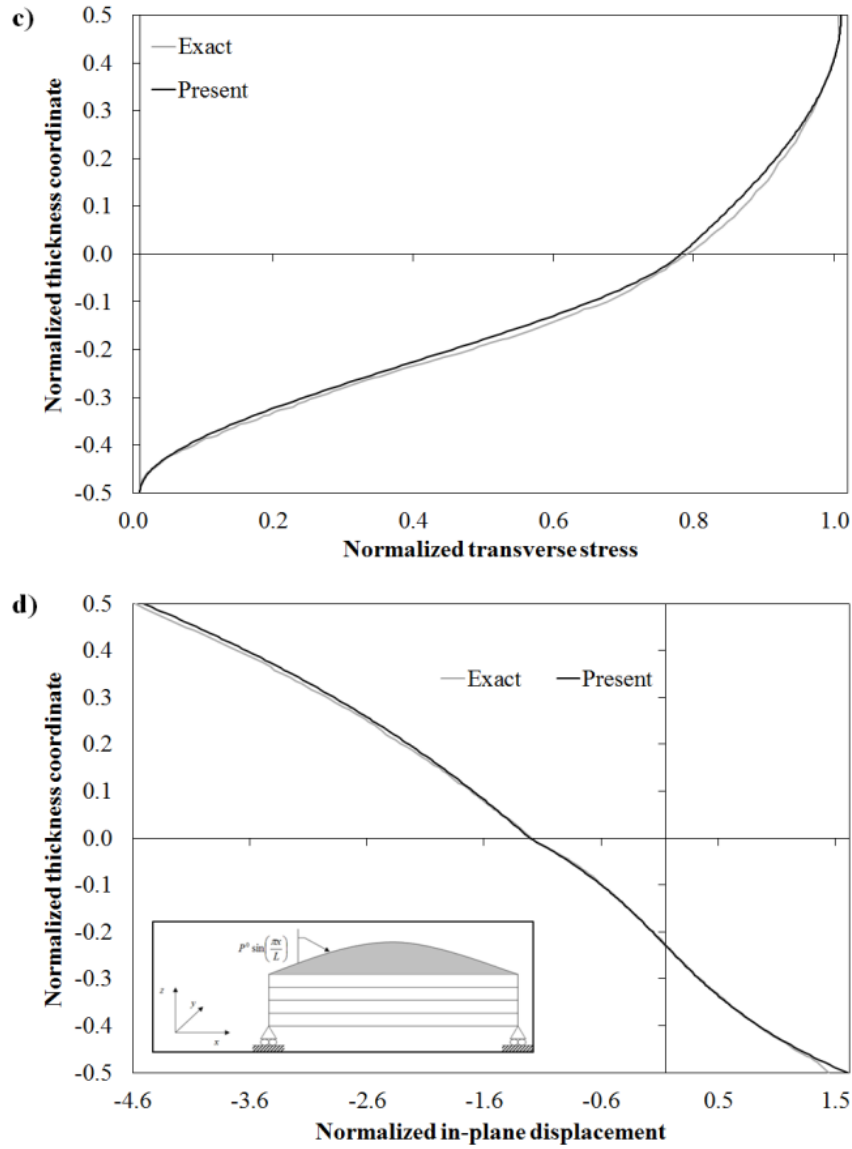 c)
Normalized thickness coordinate
0.5
0.4
0.3
0.2
0.1
0.0
-0.1
-0.2
-0.3
-0.4
-0.5
Exact
Present
0.0 0.2 0.4 0.6 0.8 1.0
Normalized transverse stress
d)
Normalized thickness coordinate
0.5
0.4
0.3
0.2
0.1
0.0
-0.1
-0.2
-0.3
-0.4
-0.5
Exact Present
P⁰ sin(πx/L)
z
y
x
-4.6 -3.6 -2.6 -1.6 -0.6 0.5 1.5
Normalized in-plane displacement